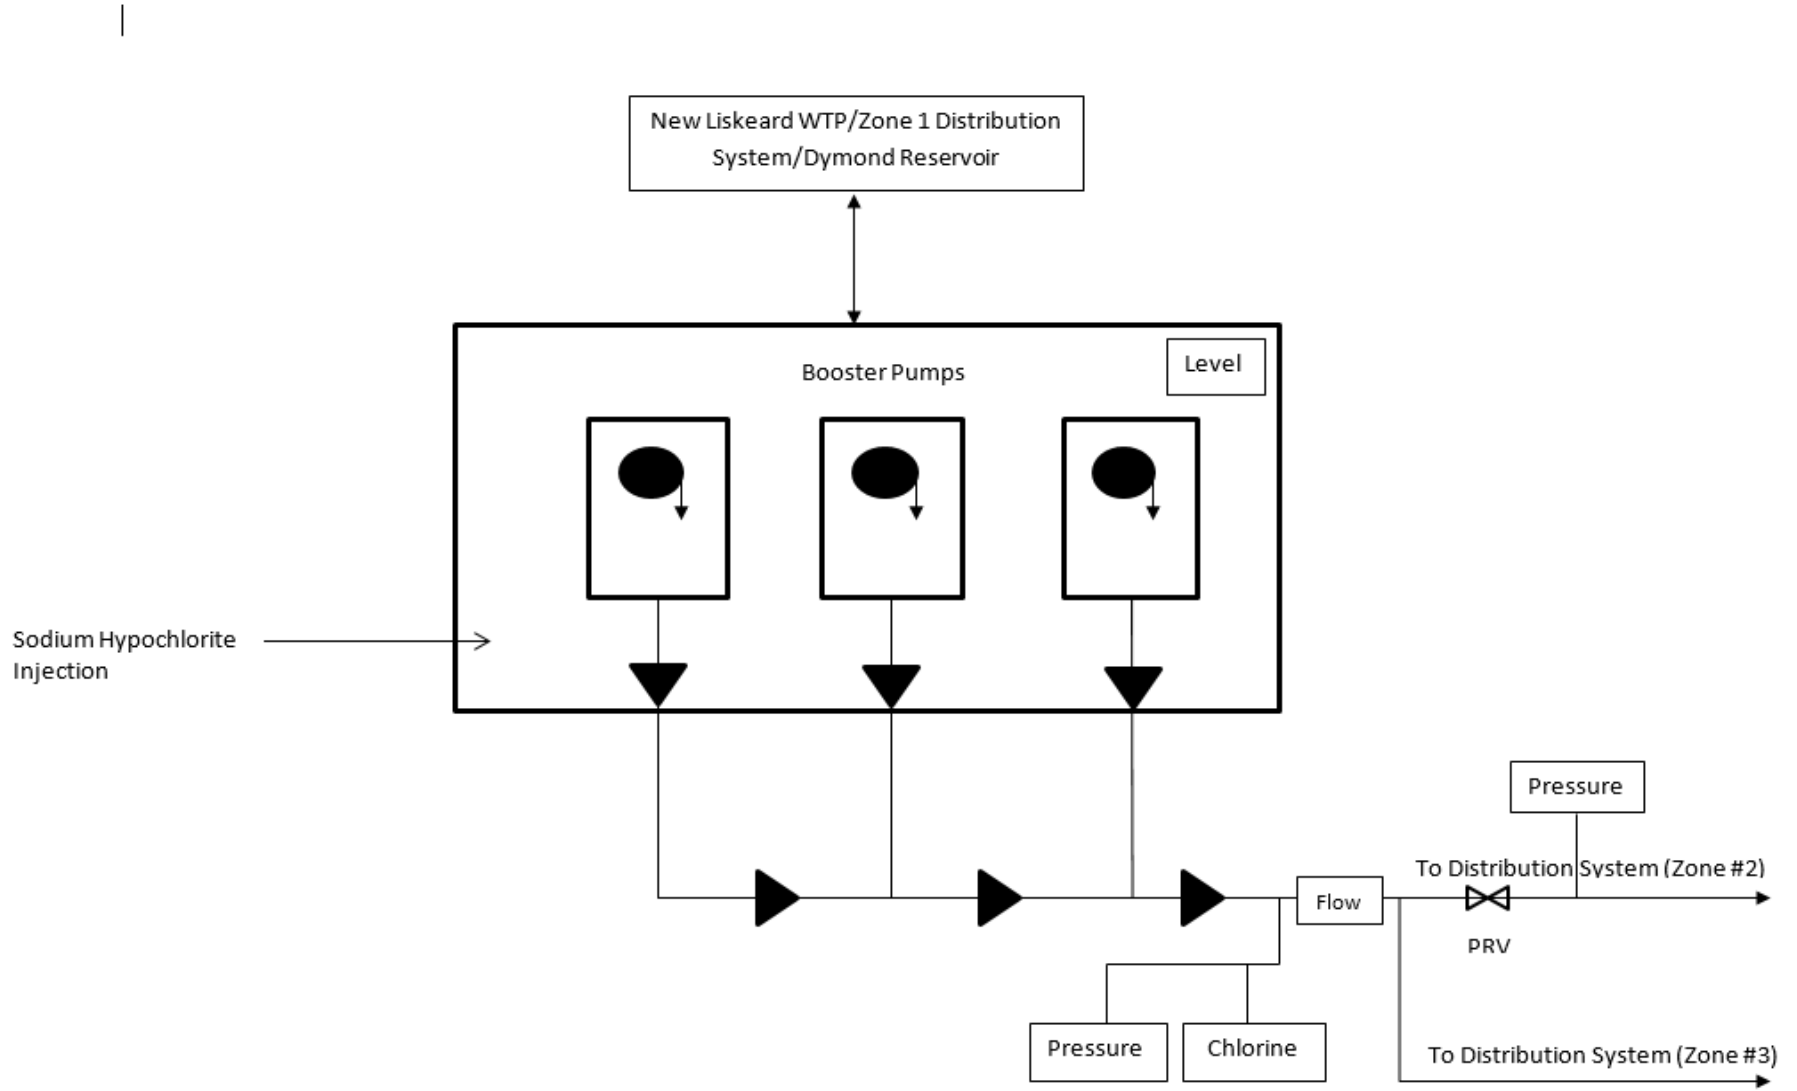 New Liskeard WTP/Zone 1 Distribution
System/Dymond Reservoir
Level
Booster Pumps
Sodium Hypochlorite
Injection
Pressure
To Distribution System (Zone #2)
Flow
PRV
Pressure
Chlorine
To Distribution System (Zone #3)